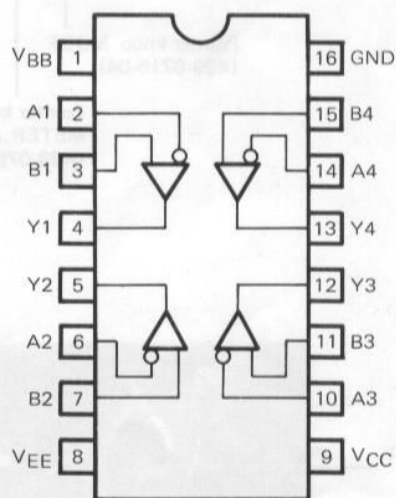 VBB 1 16 GND
A1 2 15 B4
B1 3 14 A4
Y1 4 13 Y4
Y2 5 12 Y3
A2 6 11 B3
B2 7 10 A3
VEE 8 9 VCC